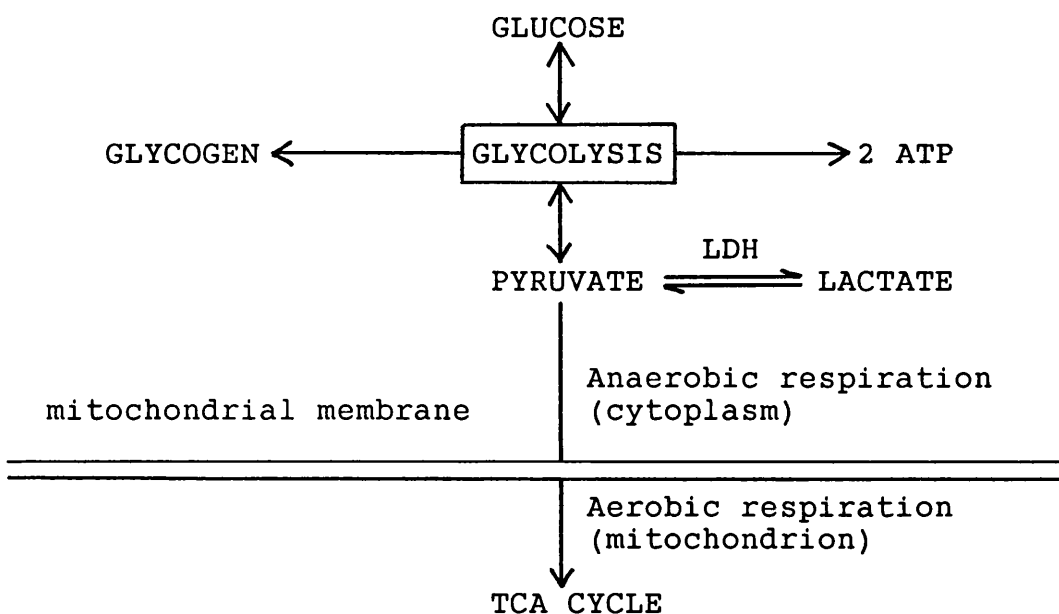 GLUCOSE
GLYCOGEN
GLYCOLYSIS
2 ATP
LDH
PYRUVATE
LACTATE
Anaerobic respiration
(cytoplasm)
mitochondrial membrane
Aerobic respiration
(mitochondrion)
TCA CYCLE